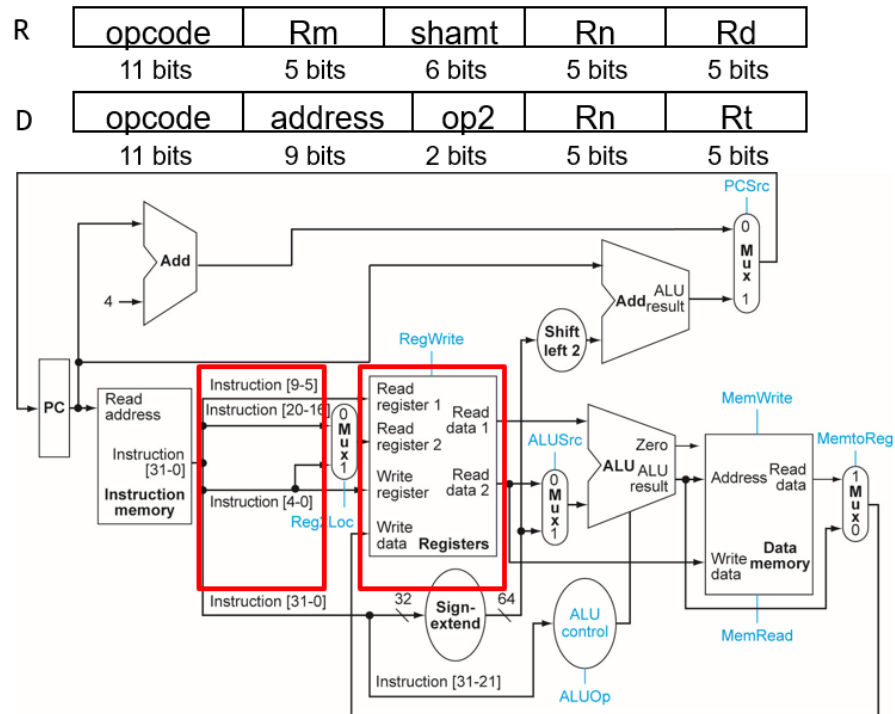 R opcode Rm shamt Rn Rd
11 bits 5 bits 6 bits 5 bits 5 bits
D opcode address op2 Rn Rt
11 bits 9 bits 2 bits 5 bits 5 bits
PCSrc
0
Mux
1
Add
4
Add ALU result
Shift left 2
RegWrite
PC
Read address
Instruction [31-0]
Instruction memory
Instruction [9-5]
Instruction [20-16]
Instruction [4-0]
0
Mux
1
Reg2Loc
Read register 1
Read register 2
Write register
Write data
Read data 1
Read data 2
Registers
ALUSrc
0
Mux
1
Zero
ALU ALU result
MemWrite
Address
Read data
Write data
Data memory
MemRead
MemtoReg
1
Mux
0
Instruction [31-0]
32
Sign-extend
64
ALU control
ALUOp
Instruction [31-21]